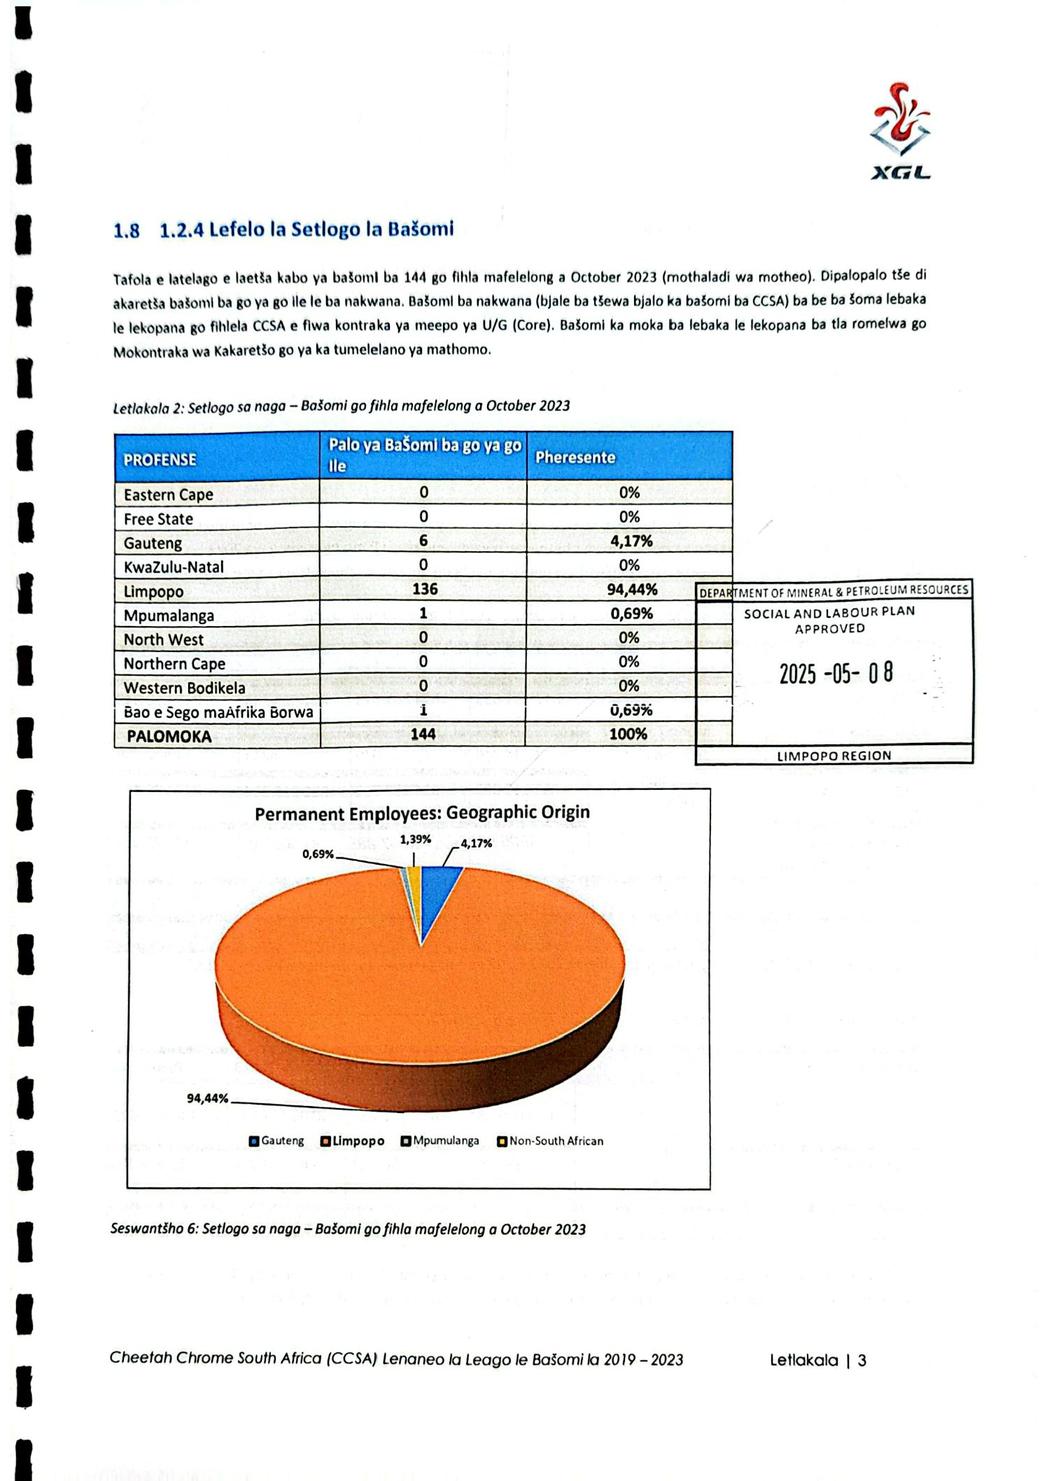 XGL
1.8 1.2.4 Lefelo la Setlogo la Bašomi
Tafola e latelago e laetša kabo ya bašomi ba 144 go fihla mafelelong a October 2023 (mothaladi wa motheo). Dipalopalo tše di
akaretša bašomi ba go ya go ile le ba nakwana. Bašomi ba nakwana (bjale ba tšewa bjalo ka bašomi ba CCSA) ba be ba šoma lebaka
le lekopana go fihlela CCSA e fiwa kontraka ya meepo ya U/G (Core). Bašomi ka moka ba lebaka le lekopana ba tla romelwa go
Mokontraka wa Kakaretšo go ya ka tumelelano ya mathomo.
Letlakala 2: Setlogo sa naga – Bašomi go fihla mafelelong a October 2023
PROFENSE Palo ya BaŠomi ba go ya go ile Pheresente
Eastern Cape 0 0%
Free State 0 0%
Gauteng 6 4,17%
KwaZulu-Natal 0 0%
Limpopo 136 94,44%
Mpumalanga 1 0,69%
North West 0 0%
Northern Cape 0 0%
Western Bodikela 0 0%
Bao e Sego maAfrika Borwa 1 0,69%
PALOMOKA 144 100%
DEPARTMENT OF MINERAL & PETROLEUM RESOURCES
SOCIAL AND LABOUR PLAN
APPROVED
2025 -05- 08
LIMPOPO REGION
Permanent Employees: Geographic Origin
0,69% 1,39% 4,17%
94,44%
Gauteng Limpopo Mpumulanga Non-South African
Seswantšho 6: Setlogo sa naga – Bašomi go fihla mafelelong a October 2023
Cheetah Chrome South Africa (CCSA) Lenaneo la Leago le Bašomi la 2019 – 2023 Letlakala | 3